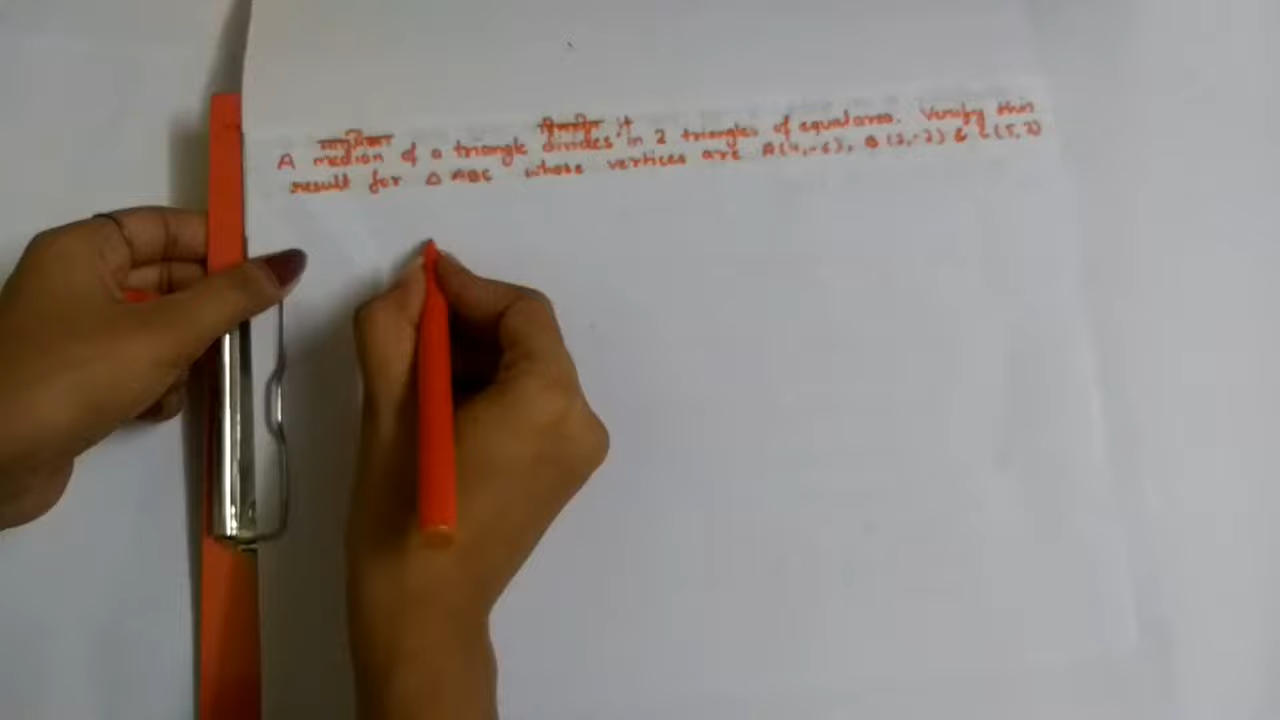 माध्यिका विभाजित
A median of a triangle divides it in 2 triangles of equal area. Verify this
result for △ ABC whose vertices are A(4,-6), B(3,-2) & C(5,2)